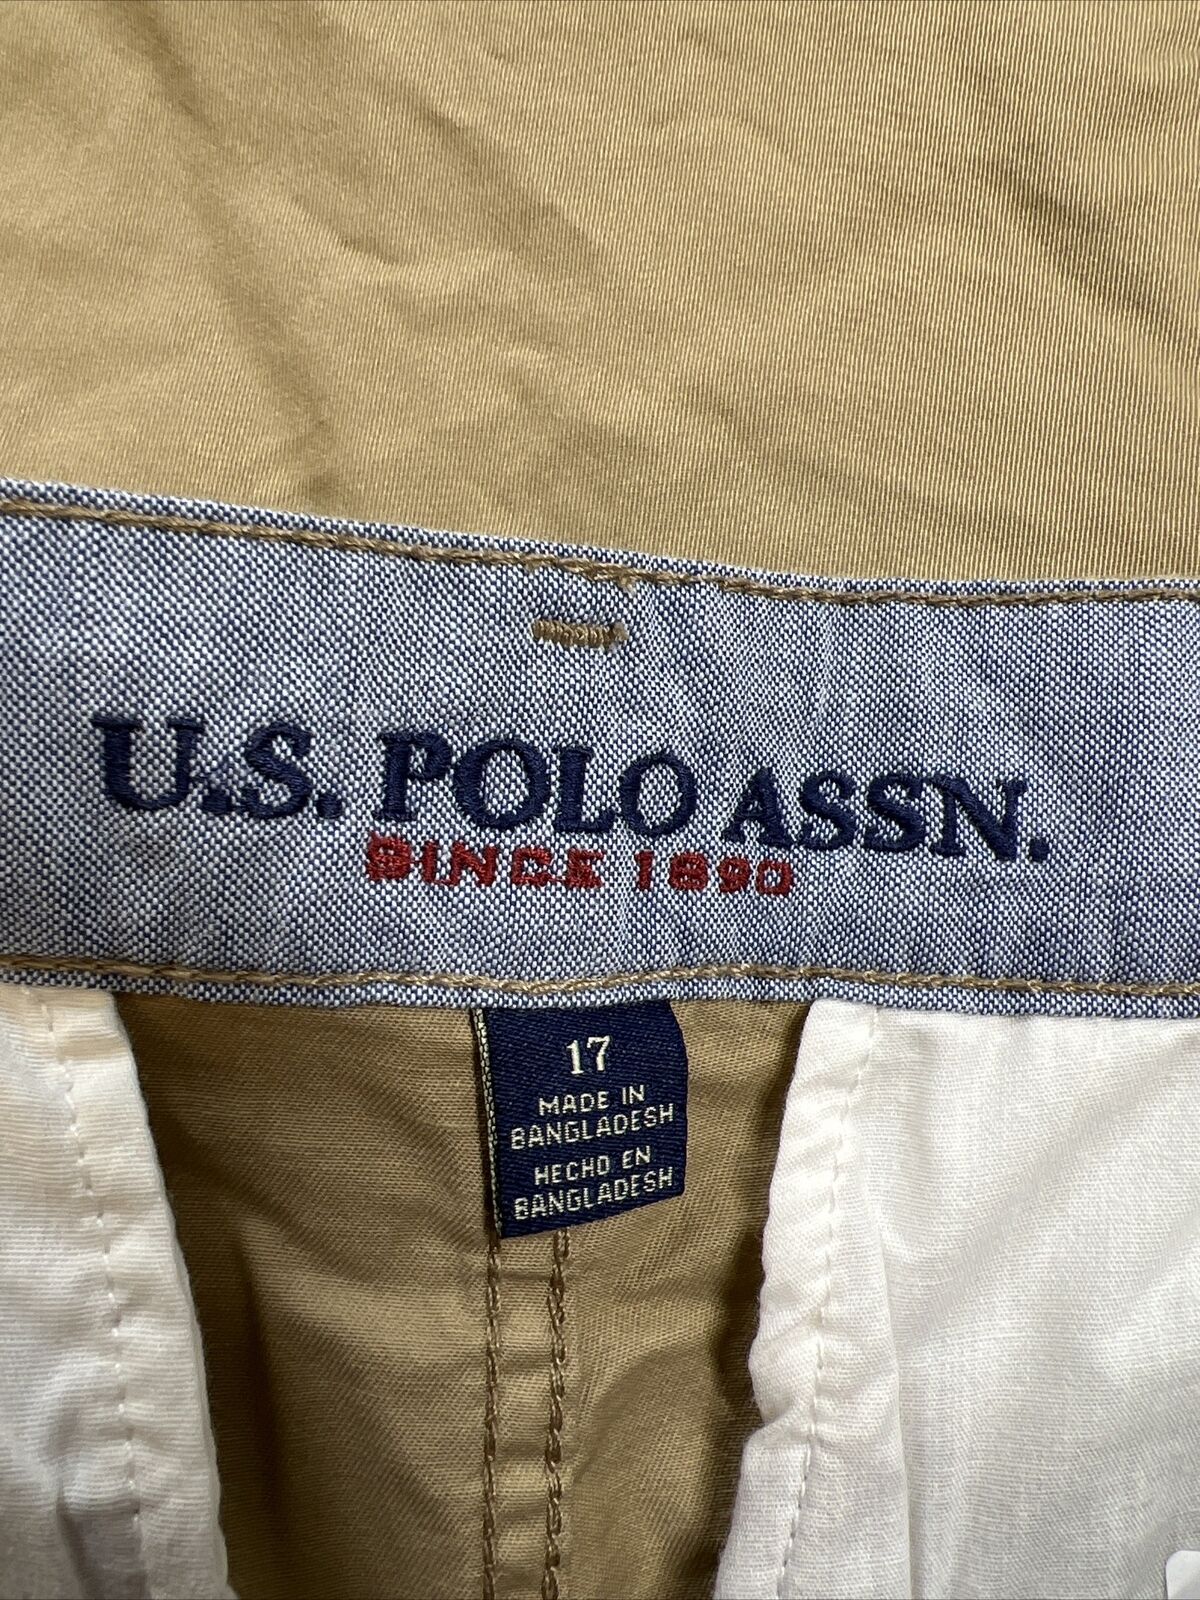 U.S. POLO ASSN.
SINCE 1890
17
MADE IN
BANGLADESH
HECHO EN
BANGLADESH